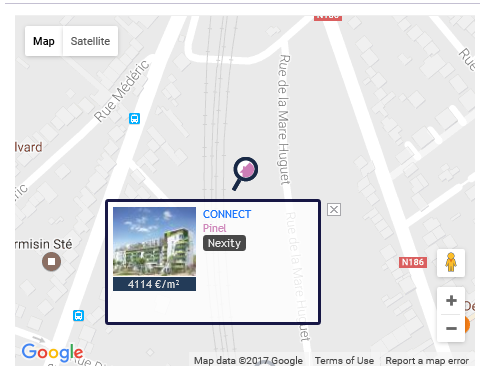 N186
Map Satellite
Rue Médéric
Rue de la Mare Huguet
lvard
CONNECT
Pinel
Nexity
4114 €/m²
Rue de la Mare Huguet
rmisin Sté
N186
De
Google
Map data ©2017 Google Terms of Use Report a map error